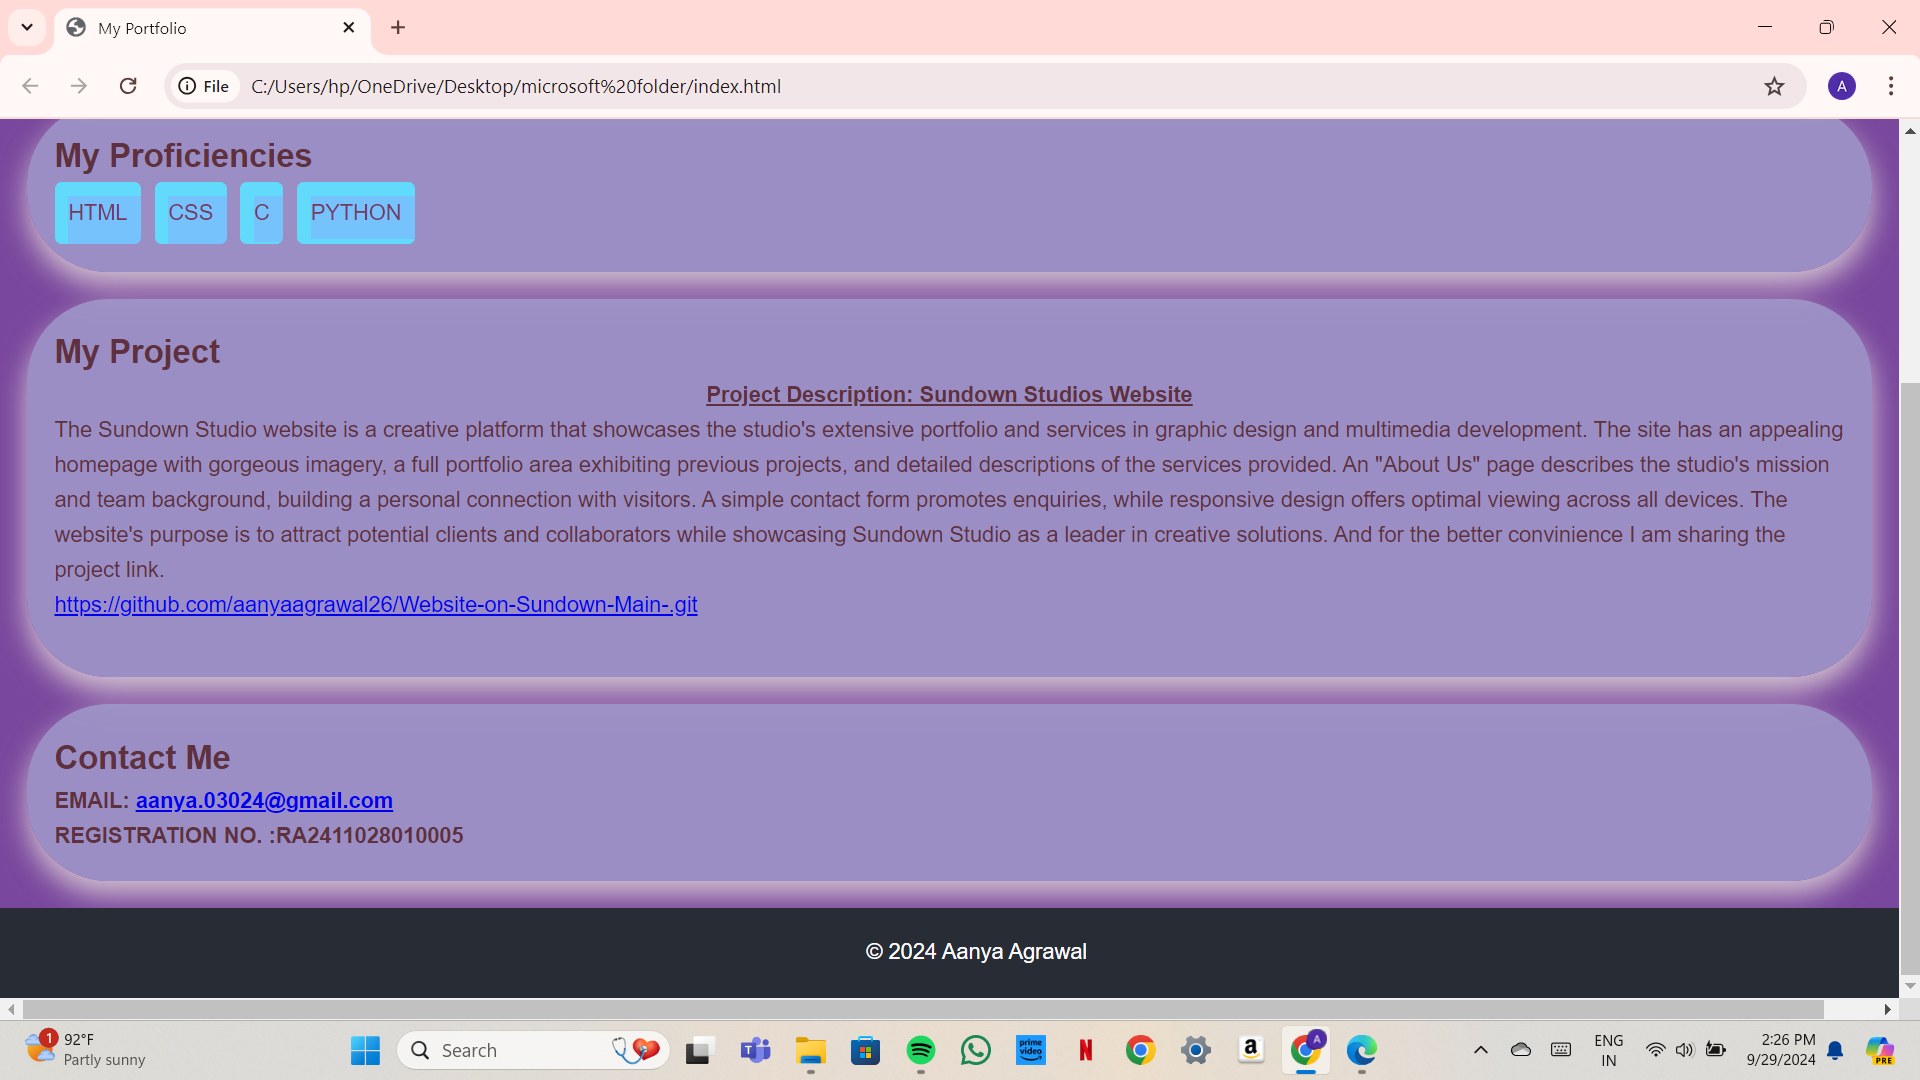 My Portfolio
File
C:/Users/hp/OneDrive/Desktop/microsoft%20folder/index.html
A
My Proficiencies
HTML CSS C PYTHON
My Project
Project Description: Sundown Studios Website
The Sundown Studio website is a creative platform that showcases the studio's extensive portfolio and services in graphic design and multimedia development. The site has an appealing
homepage with gorgeous imagery, a full portfolio area exhibiting previous projects, and detailed descriptions of the services provided. An "About Us" page describes the studio's mission
and team background, building a personal connection with visitors. A simple contact form promotes enquiries, while responsive design offers optimal viewing across all devices. The
website's purpose is to attract potential clients and collaborators while showcasing Sundown Studio as a leader in creative solutions. And for the better convinience I am sharing the
project link.
https://github.com/aanyaagrawal26/Website-on-Sundown-Main-.git
Contact Me
EMAIL: aanya.03024@gmail.com
REGISTRATION NO. :RA2411028010005
© 2024 Aanya Agrawal
1
92°F
Partly sunny
Search
T
prime video
N
a
A
ENG
IN
2:26 PM
9/29/2024
PRE